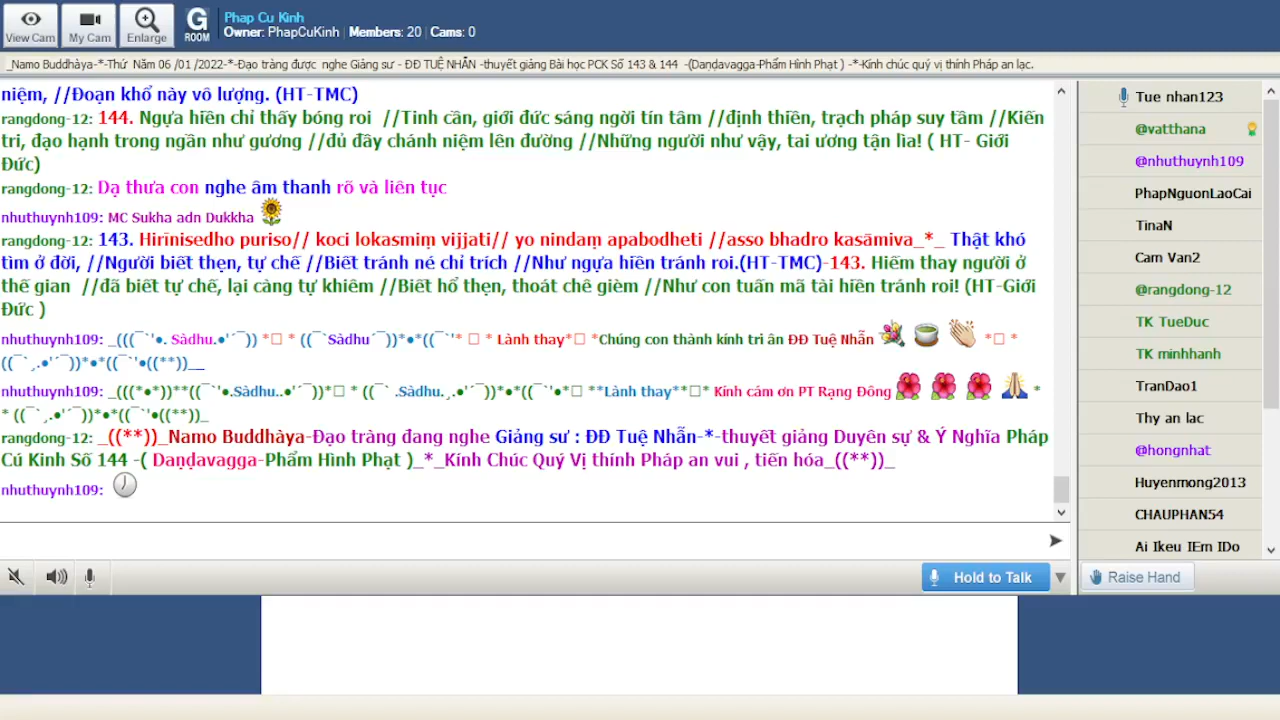 View Cam
My Cam
Enlarge
G
ROOM
Phap Cu Kinh
Owner: PhapCuKinh | Members: 20 | Cams: 0
_Namo Buddhàya-*-Thứ Năm 06 /01 /2022-*-Đạo tràng được nghe Giảng sư - ĐĐ TUỆ NHẪN -thuyết giảng Bài học PCK Số 143 & 144 -(Daṇḍavagga-Phẩm Hình Phạt ) -*-Kính chúc quý vị thính Pháp an lạc.
niệm, //Đoạn khổ này vô lượng. (HT-TMC)
rangdong-12: 144. Ngựa hiền chỉ thấy bóng roi //Tinh cần, giới đức sáng ngời tín tâm //định thiền, trạch pháp suy tầm //Kiến
tri, đạo hạnh trong ngần như gương //đủ đầy chánh niệm lên đường //Những người như vậy, tai ương tận lìa! ( HT- Giới
Đức)
rangdong-12: Dạ thưa con nghe âm thanh rõ và liên tục
nhuthuynh109: MC Sukha adn Dukkha
rangdong-12: 143. Hirīnisedho puriso// koci lokasmiṃ vijjati// yo nindaṃ apabodheti //asso bhadro kasāmiva_*_ Thật khó
tìm ở đời, //Người biết thẹn, tự chế //Biết tránh né chỉ trích //Như ngựa hiền tránh roi.(HT-TMC)-143. Hiếm thay người ở
thế gian //đã biết tự chế, lại càng tự khiêm //Biết hổ thẹn, thoát chê gièm //Như con tuấn mã tài hiền tránh roi! (HT-Giới
Đức )
nhuthuynh109: _(((¯`'•. Sàdhu.•'´¯)) *▯ * ((¯`Sàdhu´¯))*•*((¯`'* ▯ * Lành thay*▯ *Chúng con thành kính tri ân ĐĐ Tuệ Nhẫn *▯ *
((¯`¸.•'´¯))*•*((¯`'•((**))__
nhuthuynh109: _(((*•*))**((¯`'•.Sàdhu..•'´¯))*▯ * ((¯` .Sàdhu.¸.•'´¯))*•*((¯`'•*▯ **Lành thay**▯* Kính cám ơn PT Rạng Đông *
* ((¯`¸.•'´¯))*•*((¯`'•((**))_
rangdong-12: _((**))_Namo Buddhàya-Đạo tràng đang nghe Giảng sư : ĐĐ Tuệ Nhẫn-*-thuyết giảng Duyên sự & Ý Nghĩa Pháp
Cú Kinh Số 144 -( Daṇḍavagga-Phẩm Hình Phạt )_*_Kính Chúc Quý Vị thính Pháp an vui , tiến hóa_((**))_
nhuthuynh109:
Hold to Talk
Tue nhan123
@vatthana
@nhuthuynh109
PhapNguonLaoCai
TinaN
Cam Van2
@rangdong-12
TK TueDuc
TK minhhanh
TranDao1
Thy an lac
@hongnhat
Huyenmong2013
CHAUPHAN54
Ai Ikeu IEm IDo
Raise Hand